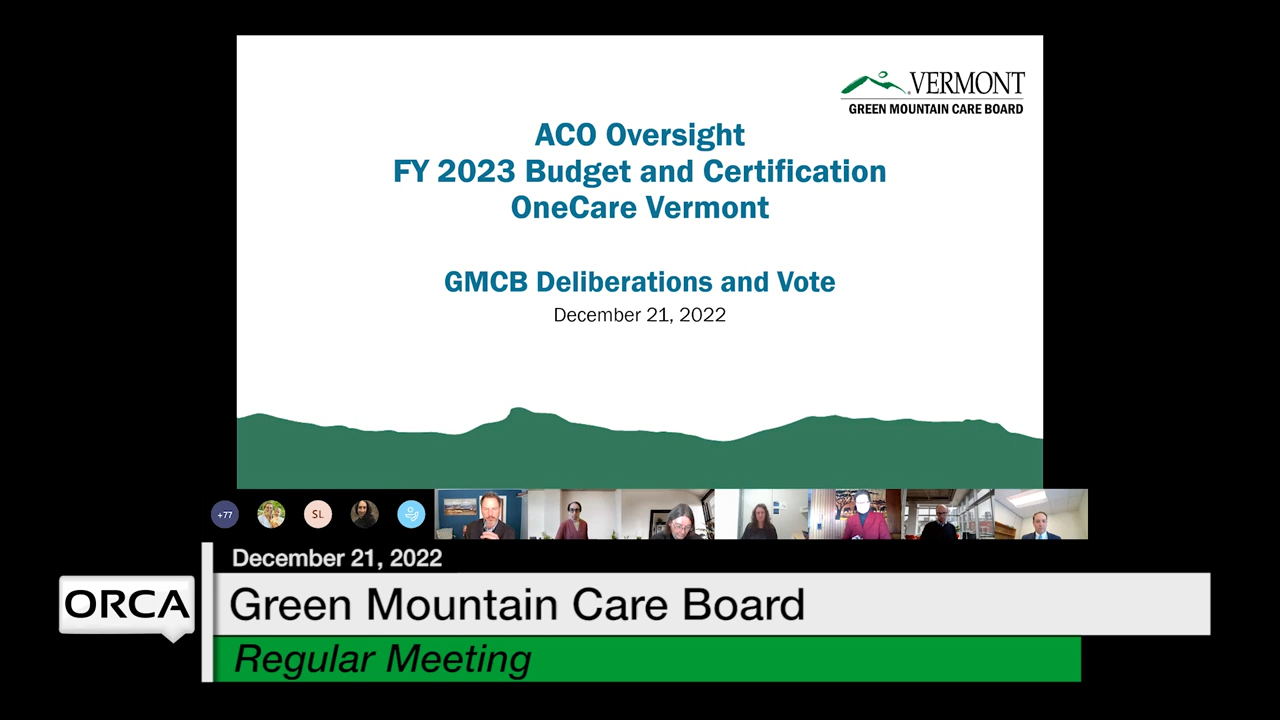 VERMONT
GREEN MOUNTAIN CARE BOARD
ACO Oversight
FY 2023 Budget and Certification
OneCare Vermont
GMCB Deliberations and Vote
December 21, 2022
+77
SL
December 21, 2022
ORCA
Green Mountain Care Board
Regular Meeting